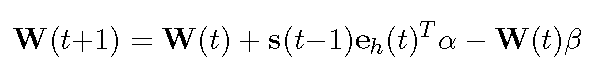 W(t+1) = W(t) + s(t−1)e_h(t)^T α − W(t)β